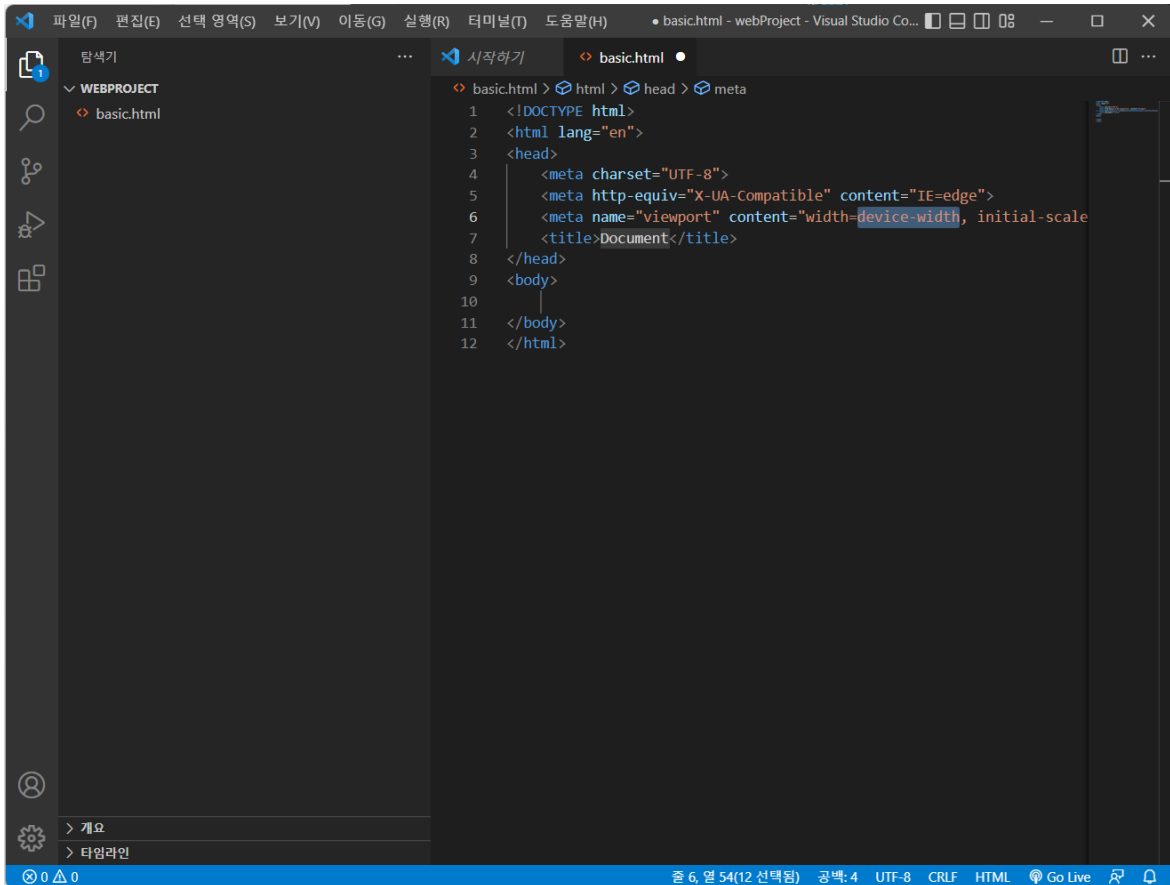 파일(F) 편집(E) 선택 영역(S) 보기(V) 이동(G) 실행(R) 터미널(T) 도움말(H) ● basic.html - webProject - Visual Studio Co...
탐색기 ...
시작하기 basic.html ● ...
1
WEBPROJECT
basic.html
basic.html > html > head > meta
1 <!DOCTYPE html>
2 <html lang="en">
3 <head>
4 <meta charset="UTF-8">
5 <meta http-equiv="X-UA-Compatible" content="IE=edge">
6 <meta name="viewport" content="width=device-width, initial-scale
7 <title>Document</title>
8 </head>
9 <body>
10
11 </body>
12 </html>
개요
타임라인
0 0 줄 6, 열 54(12 선택됨) 공백: 4 UTF-8 CRLF HTML Go Live